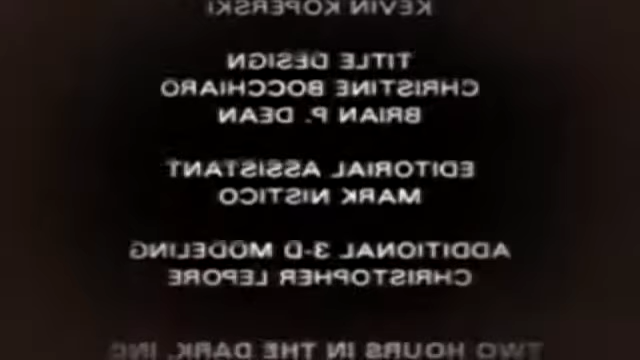 KEVIN KOPERSKI
TITLE DESIGN
CHRISTINE BOCCHIARO
BRIAN P. DEAN
EDITORIAL ASSISTANT
MARK NISTICO
ADDITIONAL 3-D MODELING
CHRISTOPHER LEPORE
TWO HOURS IN THE DARK, INC